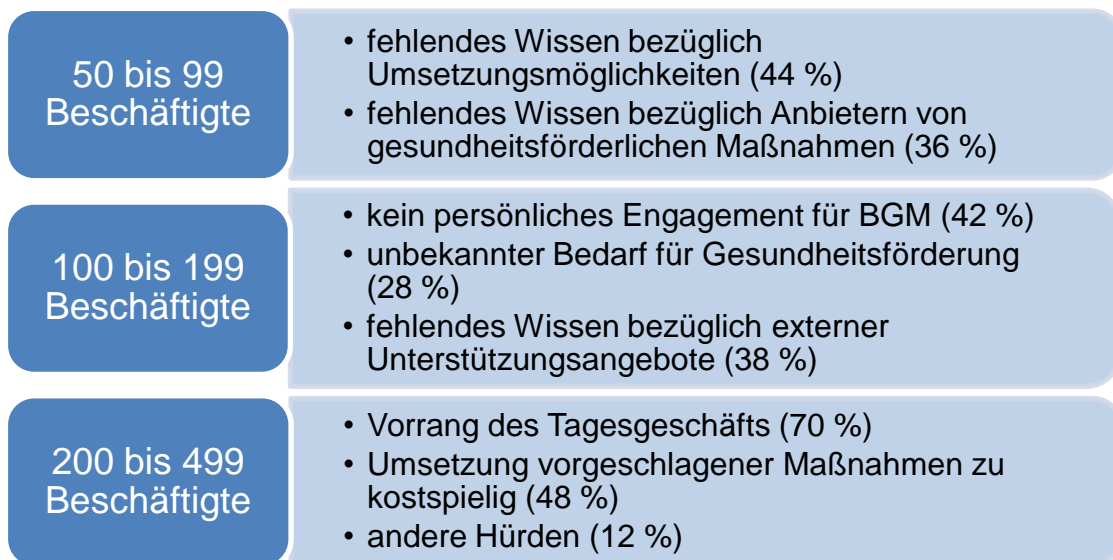 50 bis 99
Beschäftigte
• fehlendes Wissen bezüglich
Umsetzungsmöglichkeiten (44 %)
• fehlendes Wissen bezüglich Anbietern von
gesundheitsförderlichen Maßnahmen (36 %)
100 bis 199
Beschäftigte
• kein persönliches Engagement für BGM (42 %)
• unbekannter Bedarf für Gesundheitsförderung
(28 %)
• fehlendes Wissen bezüglich externer
Unterstützungsangebote (38 %)
200 bis 499
Beschäftigte
• Vorrang des Tagesgeschäfts (70 %)
• Umsetzung vorgeschlagener Maßnahmen zu
kostspielig (48 %)
• andere Hürden (12 %)